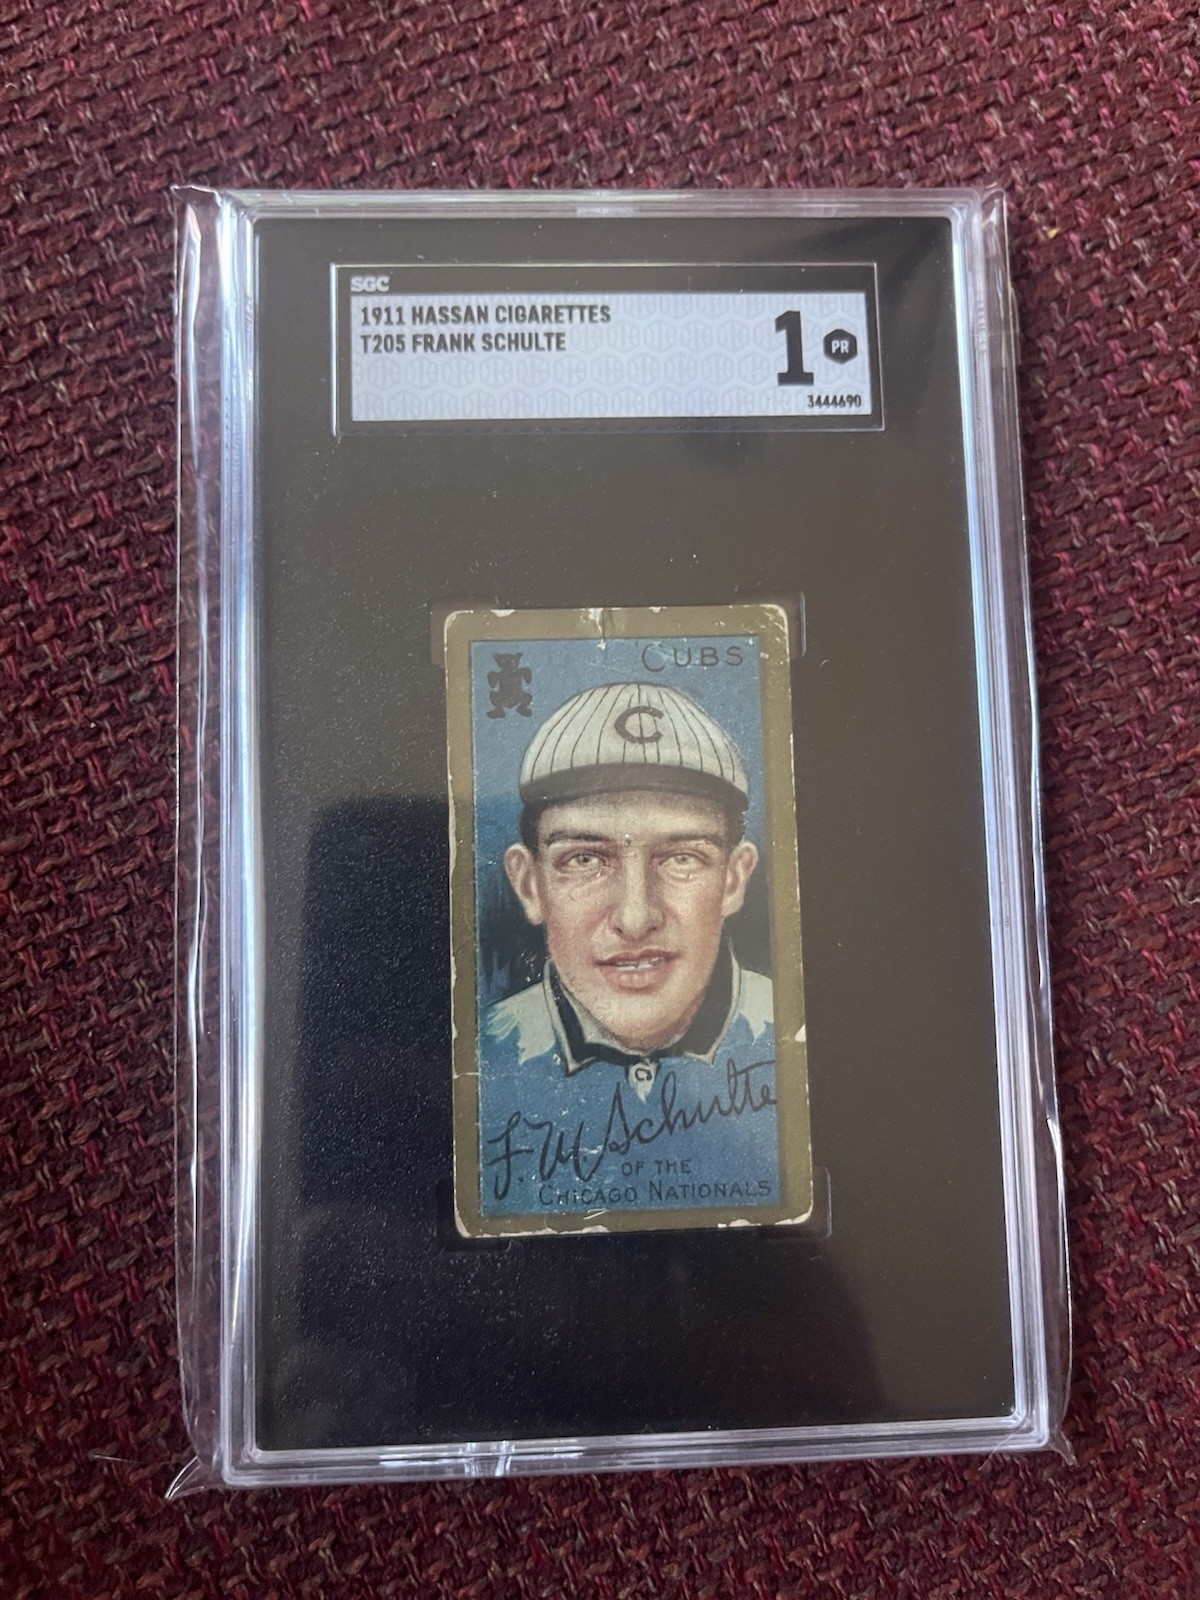 SGC
1911 HASSAN CIGARETTES
T205 FRANK SCHULTE
1 PR
3444690
CUBS
C
C
F. W. Schulte
OF THE
CHICAGO NATIONALS